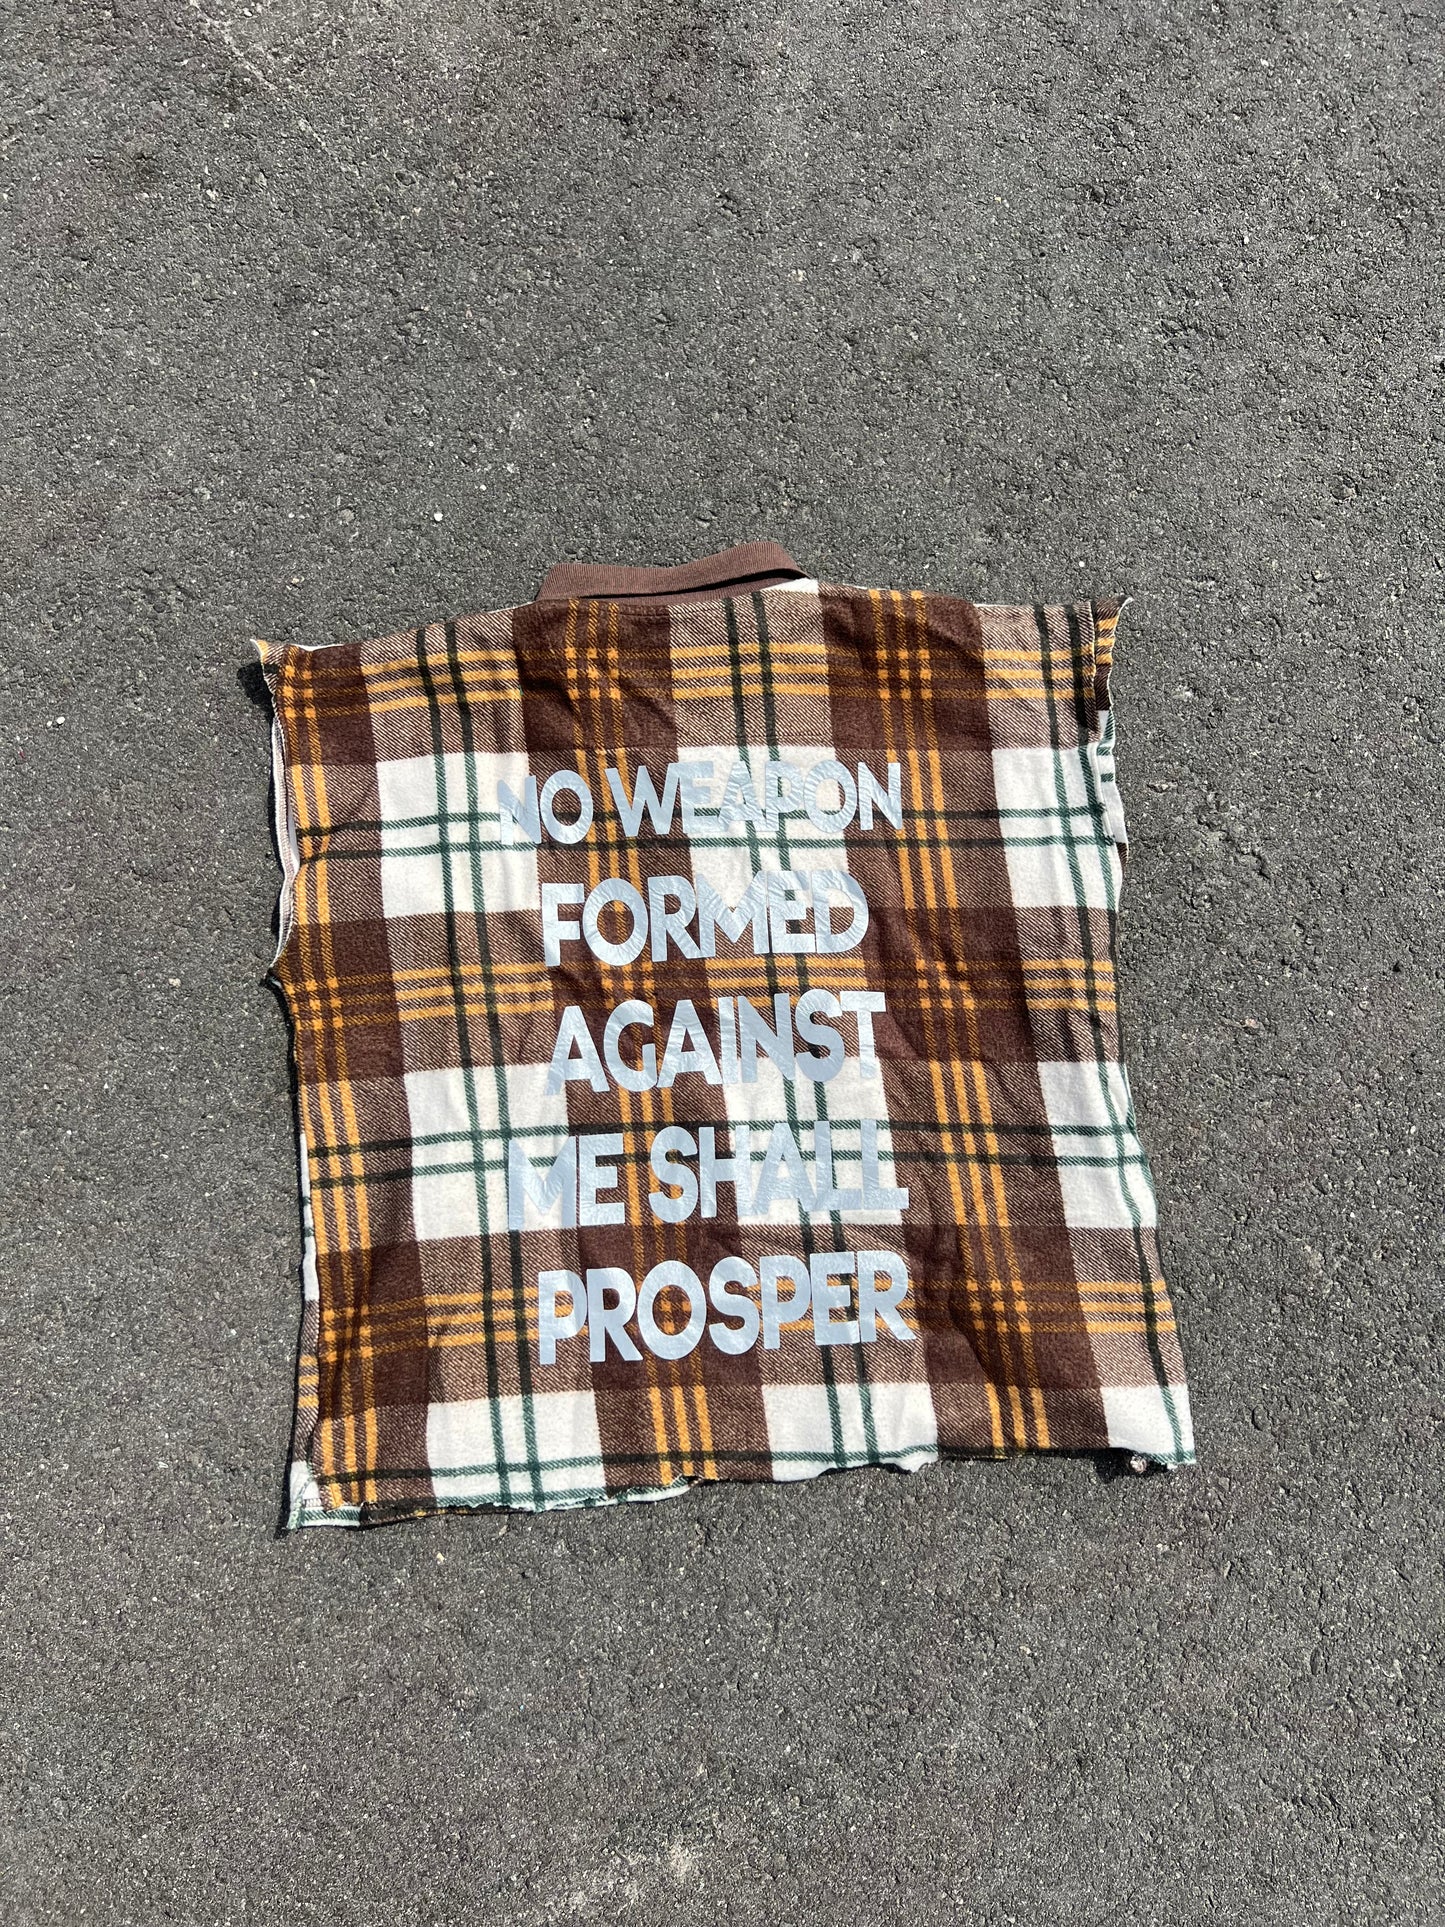 NO WEAPON
FORMED
AGAINST
ME SHALL
PROSPER